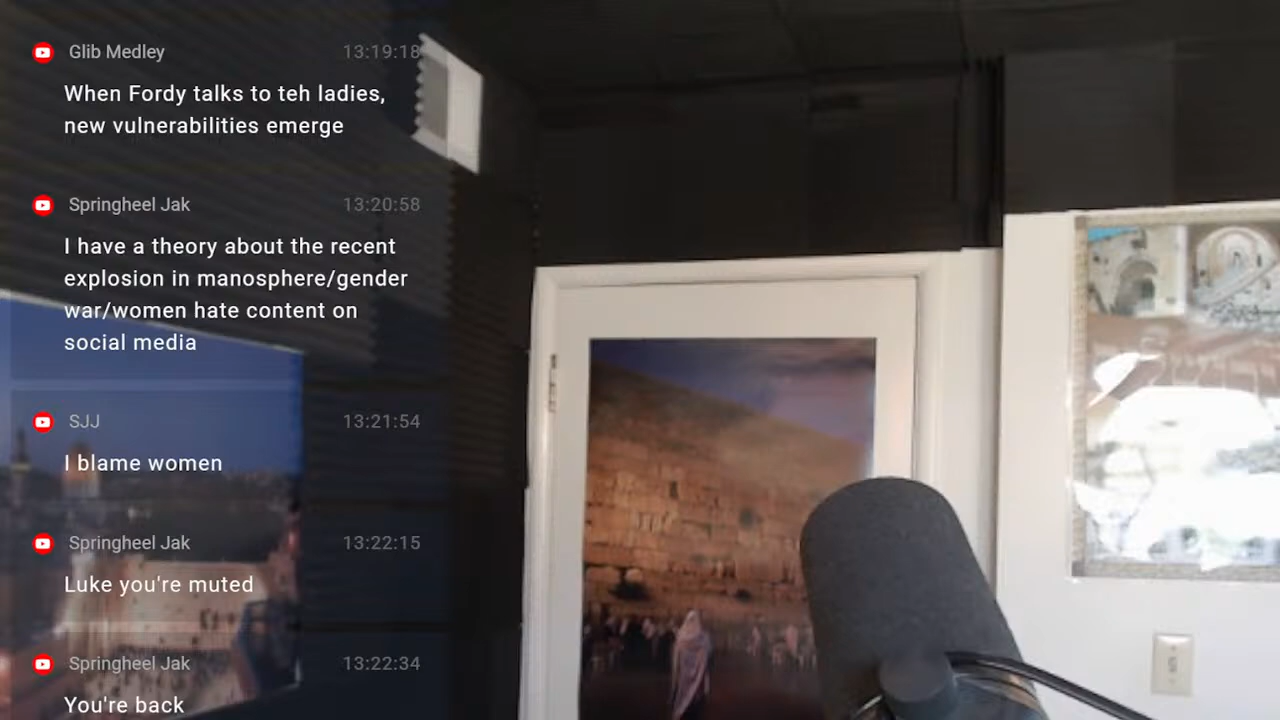 Glib Medley 13:19:18
When Fordy talks to teh ladies,
new vulnerabilities emerge
Springheel Jak 13:20:58
I have a theory about the recent
explosion in manosphere/gender
war/women hate content on
social media
SJJ 13:21:54
I blame women
Springheel Jak 13:22:15
Luke you're muted
Springheel Jak 13:22:34
You're back